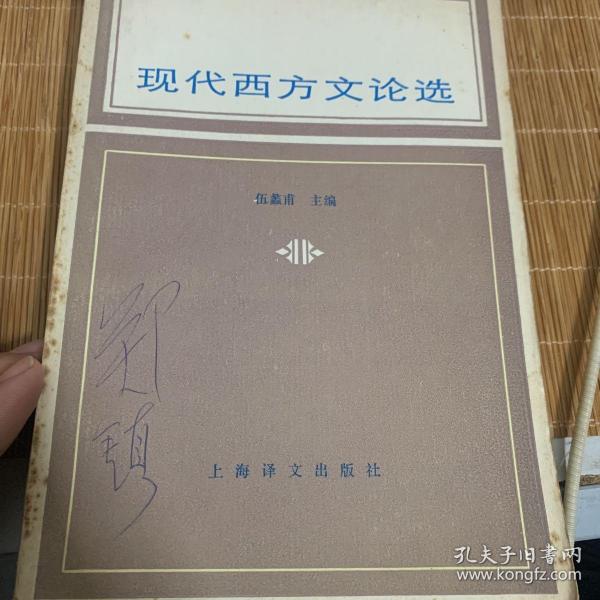 现代西方文论选
伍蠡甫 主编
郑
上海译文出版社
孔夫子旧书网
www.kongfz.com